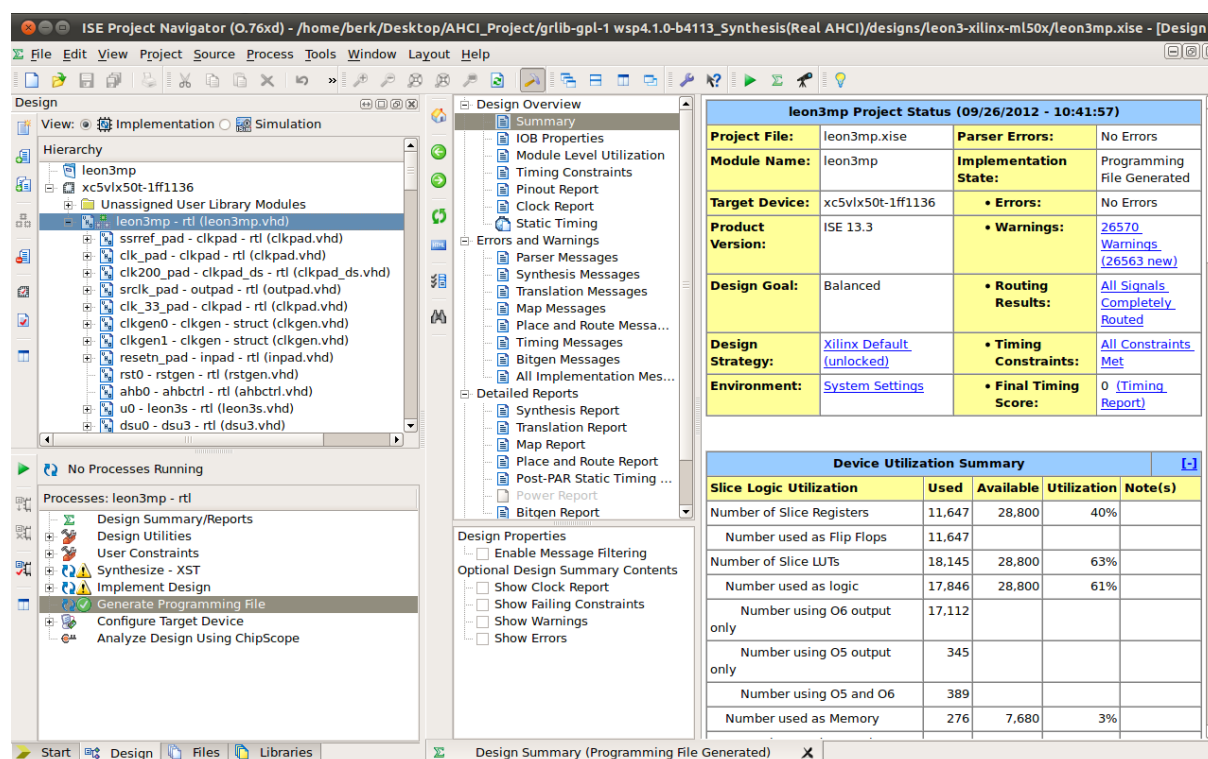 ISE Project Navigator (O.76xd) - /home/berk/Desktop/AHCI_Project/grlib-gpl-1 wsp4.1.0-b4113_Synthesis(Real AHCI)/designs/leon3-xilinx-ml50x/leon3mp.xise - [Design
File Edit View Project Source Process Tools Window Layout Help
Design
View: Implementation Simulation
Hierarchy
leon3mp
xc5vlx50t-1ff1136
Unassigned User Library Modules
leon3mp - rtl (leon3mp.vhd)
ssrref_pad - clkpad - rtl (clkpad.vhd)
clk_pad - clkpad - rtl (clkpad.vhd)
clk200_pad - clkpad_ds - rtl (clkpad_ds.vhd)
srclk_pad - outpad - rtl (outpad.vhd)
clk_33_pad - clkpad - rtl (clkpad.vhd)
clkgen0 - clkgen - struct (clkgen.vhd)
clkgen1 - clkgen - struct (clkgen.vhd)
resetn_pad - inpad - rtl (inpad.vhd)
rst0 - rstgen - rtl (rstgen.vhd)
ahb0 - ahbctrl - rtl (ahbctrl.vhd)
u0 - leon3s - rtl (leon3s.vhd)
dsu0 - dsu3 - rtl (dsu3.vhd)
No Processes Running
Processes: leon3mp - rtl
Design Summary/Reports
Design Utilities
User Constraints
Synthesize - XST
Implement Design
Generate Programming File
Configure Target Device
Analyze Design Using ChipScope
Start Design Files Libraries
Design Overview
Summary
IOB Properties
Module Level Utilization
Timing Constraints
Pinout Report
Clock Report
Static Timing
Errors and Warnings
Parser Messages
Synthesis Messages
Translation Messages
Map Messages
Place and Route Messa...
Timing Messages
Bitgen Messages
All Implementation Mes...
Detailed Reports
Synthesis Report
Translation Report
Map Report
Place and Route Report
Post-PAR Static Timing ...
Power Report
Bitgen Report
Design Properties
Enable Message Filtering
Optional Design Summary Contents
Show Clock Report
Show Failing Constraints
Show Warnings
Show Errors
leon3mp Project Status (09/26/2012 - 10:41:57)
Project File: leon3mp.xise Parser Errors: No Errors
Module Name: leon3mp Implementation State: Programming File Generated
Target Device: xc5vlx50t-1ff1136 • Errors: No Errors
Product Version: ISE 13.3 • Warnings: 26570 Warnings (26563 new)
Design Goal: Balanced • Routing Results: All Signals Completely Routed
Design Strategy: Xilinx Default (unlocked) • Timing Constraints: All Constraints Met
Environment: System Settings • Final Timing Score: 0 (Timing Report)
Device Utilization Summary [-]
Slice Logic Utilization Used Available Utilization Note(s)
Number of Slice Registers 11,647 28,800 40%
Number used as Flip Flops 11,647
Number of Slice LUTs 18,145 28,800 63%
Number used as logic 17,846 28,800 61%
Number using O6 output only 17,112
Number using O5 output only 345
Number using O5 and O6 389
Number used as Memory 276 7,680 3%
Design Summary (Programming File Generated)